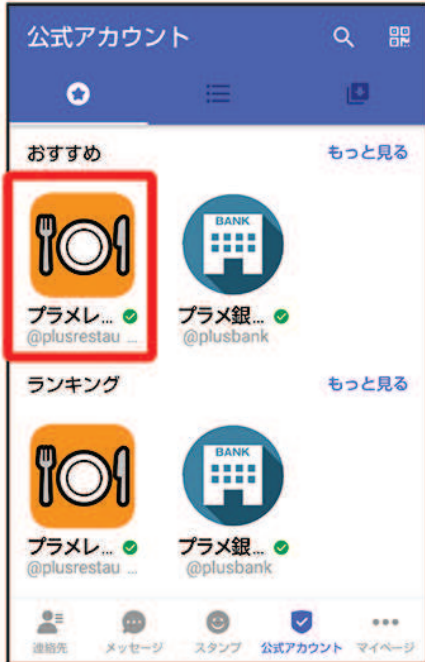 公式アカウント
おすすめ
もっと見る
BANK
プラメレ... プラメ銀...
@plusrestau ... @plusbank
ランキング
もっと見る
BANK
プラメレ... プラメ銀...
@plusrestau ... @plusbank
連絡先 メッセージ スタンプ 公式アカウント マイページ